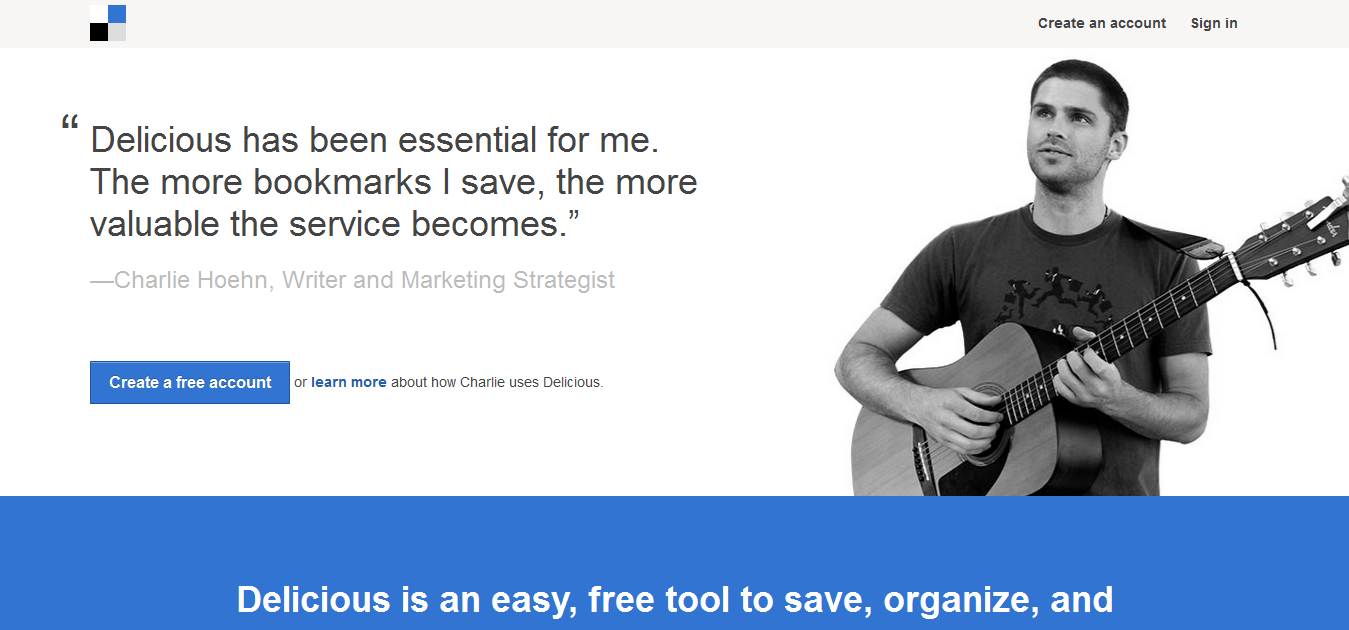 Create an account Sign in
“Delicious has been essential for me.
The more bookmarks I save, the more
valuable the service becomes.”
—Charlie Hoehn, Writer and Marketing Strategist
Create a free account or learn more about how Charlie uses Delicious.
Delicious is an easy, free tool to save, organize, and